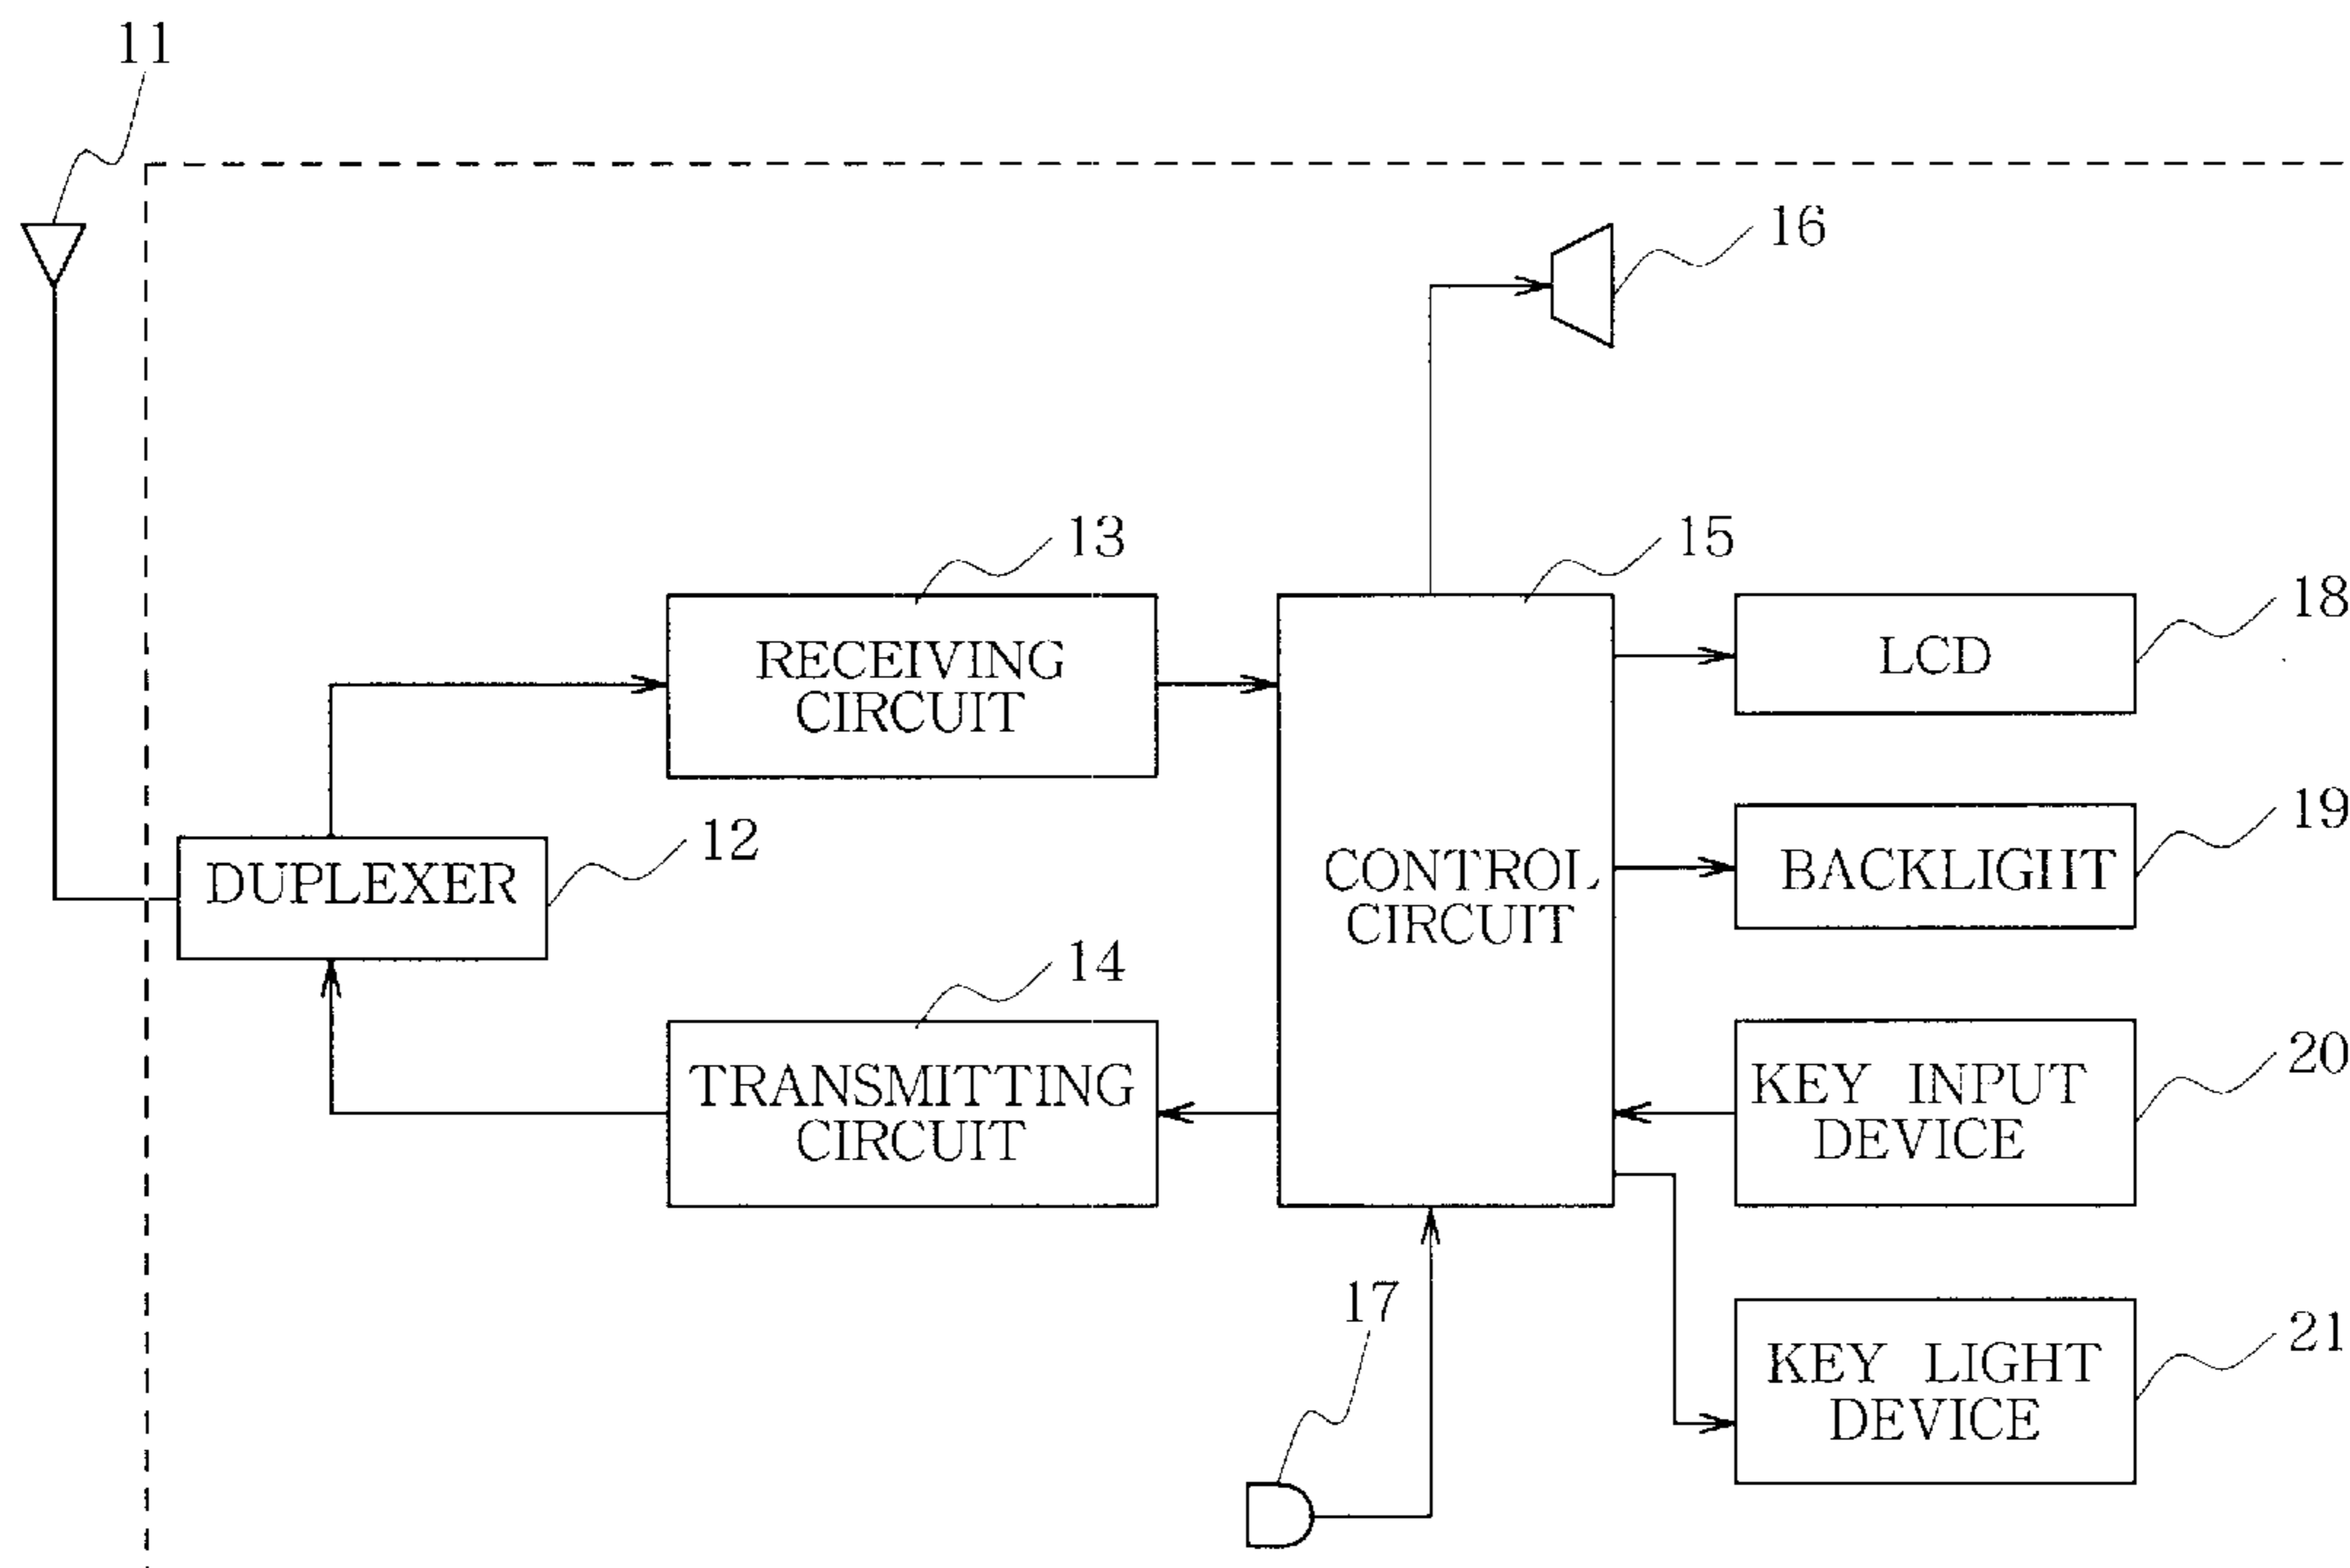 11
16
13
15
18
RECEIVING
CIRCUIT
LCD
12
19
DUPLEXER
CONTROL
CIRCUIT
BACKLIGHT
14
20
TRANSMITTING
CIRCUIT
KEY INPUT
DEVICE
17
21
KEY LIGHT
DEVICE